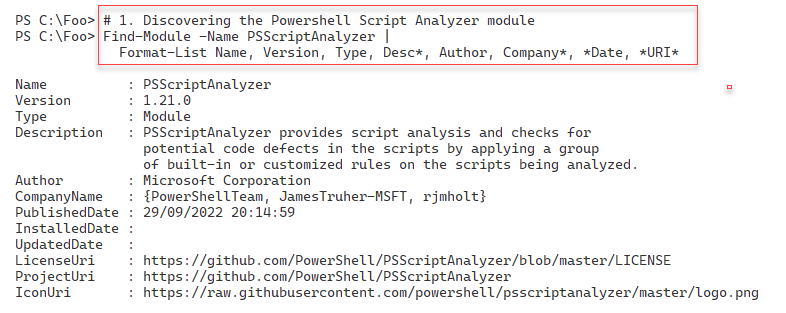 PS C:\Foo> # 1. Discovering the Powershell Script Analyzer module
PS C:\Foo> Find-Module -Name PSScriptAnalyzer |
             Format-List Name, Version, Type, Desc*, Author, Company*, *Date, *URI*

Name          : PSScriptAnalyzer
Version       : 1.21.0
Type          : Module
Description   : PSScriptAnalyzer provides script analysis and checks for
                potential code defects in the scripts by applying a group
                of built-in or customized rules on the scripts being analyzed.
Author        : Microsoft Corporation
CompanyName   : {PowerShellTeam, JamesTruher-MSFT, rjmholt}
PublishedDate : 29/09/2022 20:14:59
InstalledDate :
UpdatedDate   :
LicenseUri    : https://github.com/PowerShell/PSScriptAnalyzer/blob/master/LICENSE
ProjectUri    : https://github.com/PowerShell/PSScriptAnalyzer
IconUri       : https://raw.githubusercontent.com/powershell/psscriptanalyzer/master/logo.png